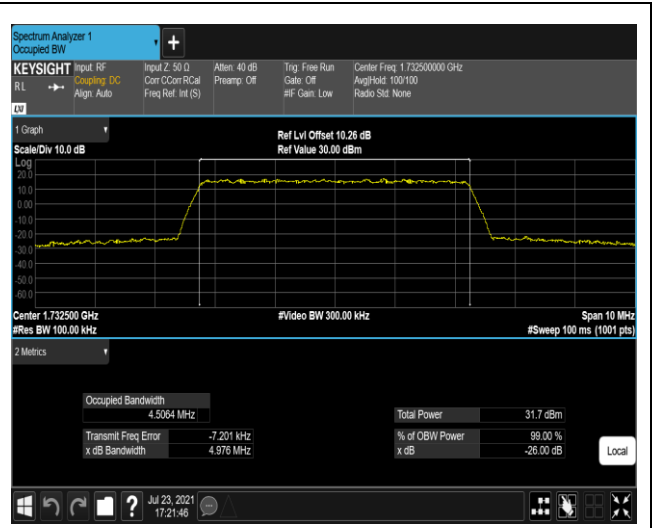 Spectrum Analyzer 1
Occupied BW
+
KEYSIGHT Input: RF Input Z: 50 Ω Atten: 40 dB Trig: Free Run Center Freq: 1.732500000 GHz
RL Coupling: DC Corr CCorr RCal Preamp: Off Gate: Off Avg|Hold: 100/100
Align: Auto Freq Ref: Int (S) #IF Gain: Low Radio Std: None
LXI
1 Graph
Ref Lvl Offset 10.26 dB
Scale/Div 10.0 dB Ref Value 30.00 dBm
Log
20.0
10.0
0.00
-10.0
-20.0
-30.0
-40.0
-50.0
-60.0
Center 1.732500 GHz #Video BW 300.00 kHz Span 10 MHz
#Res BW 100.00 kHz #Sweep 100 ms (1001 pts)
2 Metrics
Occupied Bandwidth
4.5064 MHz Total Power 31.7 dBm
Transmit Freq Error -7.201 kHz % of OBW Power 99.00 %
x dB Bandwidth 4.976 MHz x dB -26.00 dB
Local
? Jul 23, 2021
17:21:46